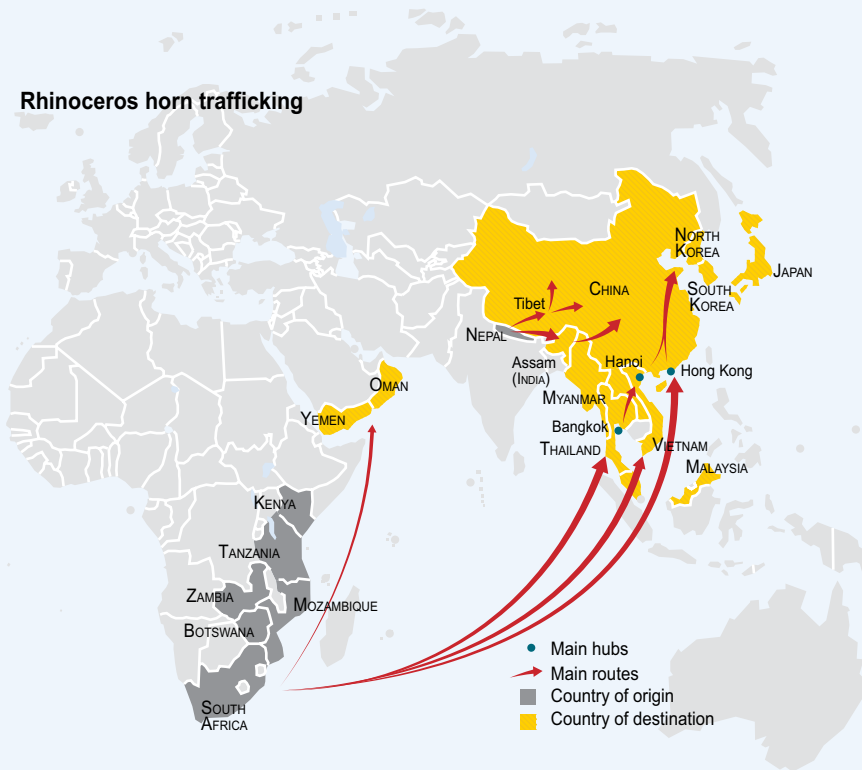 Rhinoceros horn trafficking
NORTH
KOREA
JAPAN
SOUTH
KOREA
CHINA
Tibet
NEPAL
Assam
(INDIA)
Hanoi
Hong Kong
MYANMAR
OMAN
YEMEN
Bangkok
THAILAND
VIETNAM
MALAYSIA
KENYA
TANZANIA
ZAMBIA
MOZAMBIQUE
BOTSWANA
SOUTH
AFRICA
Main hubs
Main routes
Country of origin
Country of destination